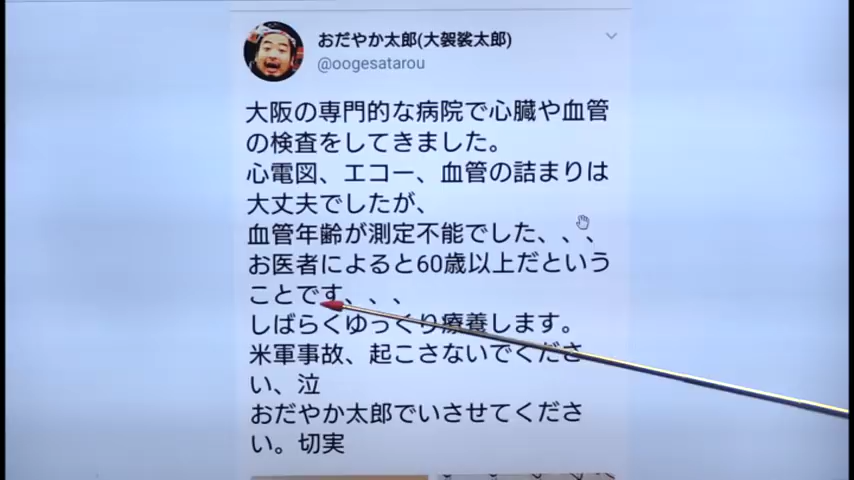 おだやか太郎(大袈裟太郎)
@oogesatarou
大阪の専門的な病院で心臓や血管
の検査をしてきました。
心電図、エコー、血管の詰まりは
大丈夫でしたが、
血管年齢が測定不能でした、、、
お医者によると60歳以上だという
ことです、、、
しばらくゆっくり療養します。
米軍事故、起こさないでくださ
い、泣
おだやか太郎でいさせてくださ
い。切実